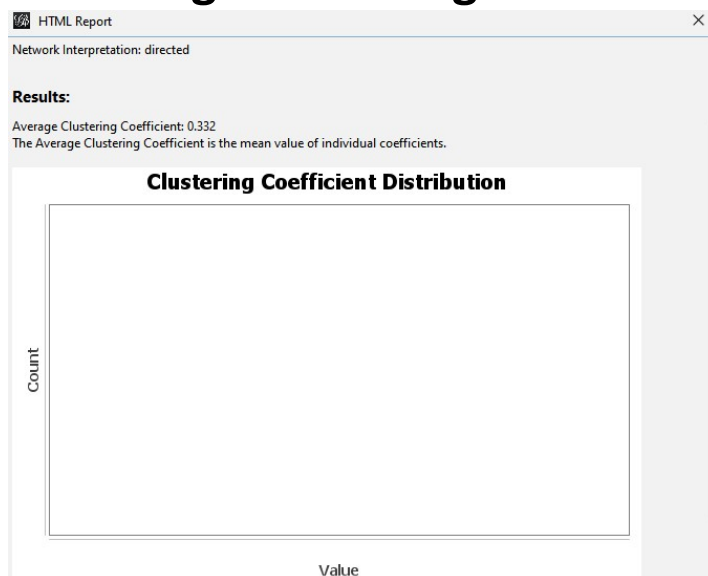 HTML Report
Network Interpretation: directed
Results:
Average Clustering Coefficient: 0.332
The Average Clustering Coefficient is the mean value of individual coefficients.
Clustering Coefficient Distribution
Count
Value